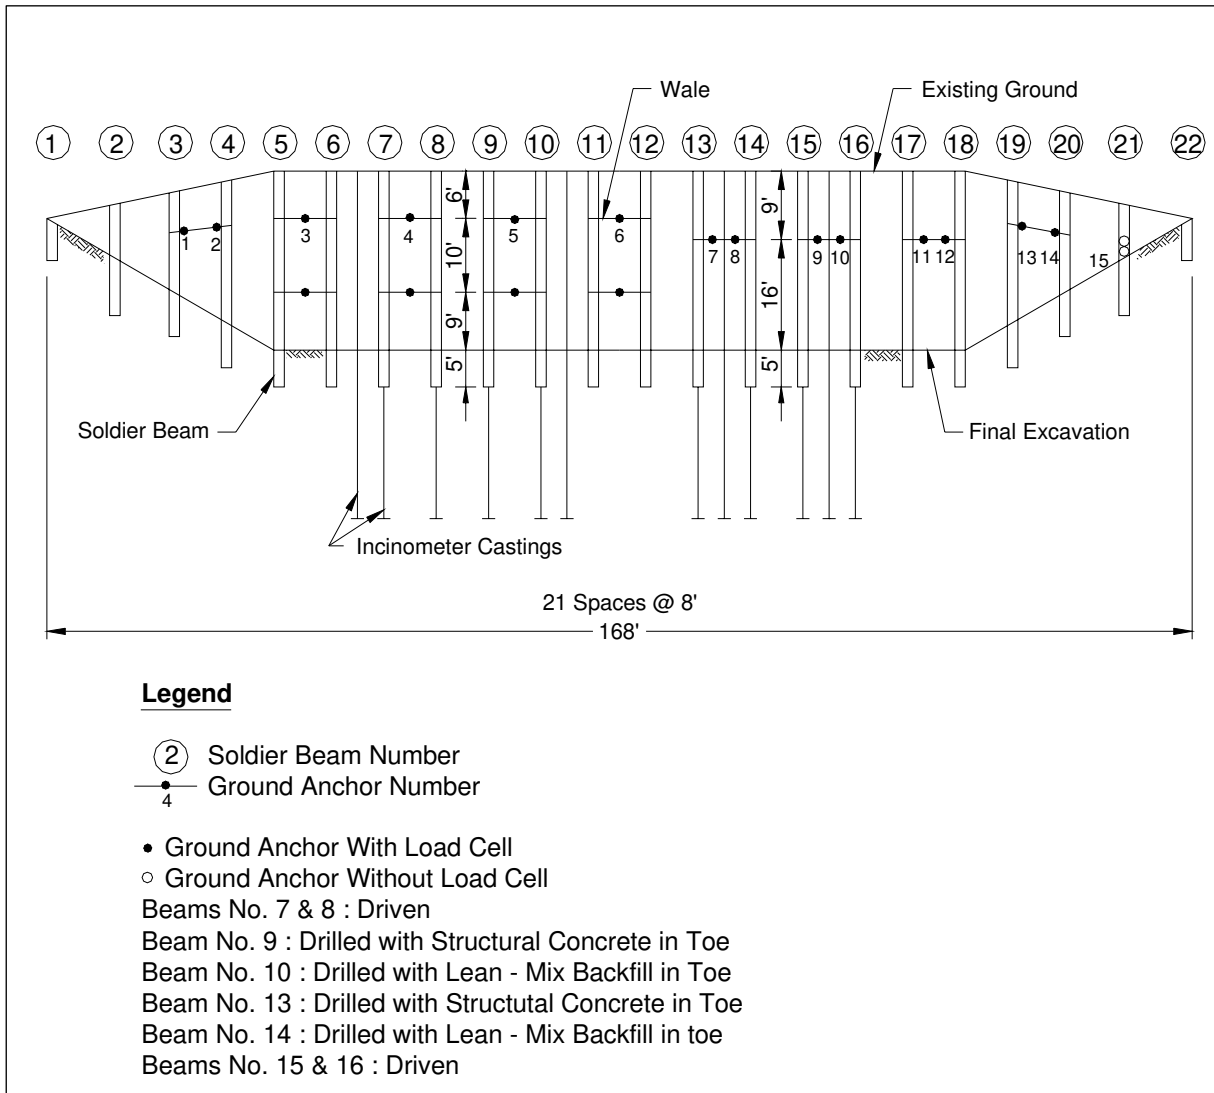 Wale
Existing Ground
1 2 3 4 5 6 7 8 9 10 11 12 13 14 15 16 17 18 19 20 21 22
6'
9'
1 2 3 4 5 6 7 8 9 10 11 12 13 14 15
10'
16'
9'
5'
5'
Soldier Beam
Final Excavation
Incinometer Castings
21 Spaces @ 8'
168'
Legend
2 Soldier Beam Number
4 Ground Anchor Number
Ground Anchor With Load Cell
Ground Anchor Without Load Cell
Beams No. 7 & 8 : Driven
Beam No. 9 : Drilled with Structural Concrete in Toe
Beam No. 10 : Drilled with Lean - Mix Backfill in Toe
Beam No. 13 : Drilled with Structutal Concrete in Toe
Beam No. 14 : Drilled with Lean - Mix Backfill in toe
Beams No. 15 & 16 : Driven